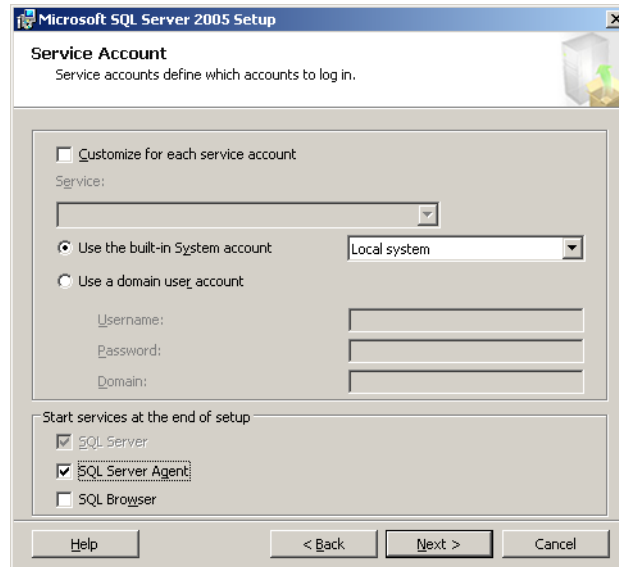 Microsoft SQL Server 2005 Setup
Service Account
Service accounts define which accounts to log in.
Customize for each service account
Service:
Use the built-in System account
Local system
Use a domain user account
Username:
Password:
Domain:
Start services at the end of setup
SQL Server
SQL Server Agent
SQL Browser
Help
< Back
Next >
Cancel